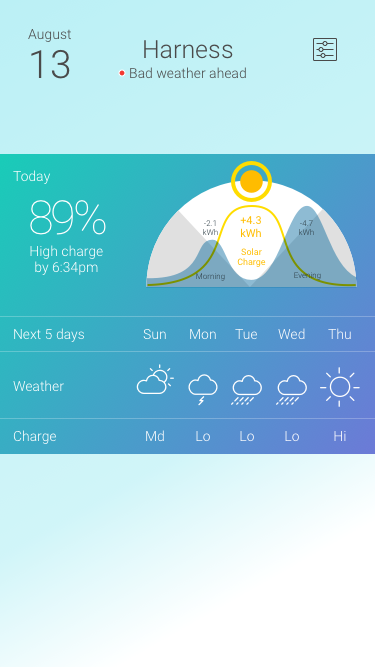 August
13
Harness
Bad weather ahead
Today
89%
High charge
by 6:34pm
-2.1
kWh
+4.3
kWh
-4.7
kWh
Solar
Charge
Morning
Evening
Next 5 days Sun Mon Tue Wed Thu
Weather
Charge Md Lo Lo Lo Hi